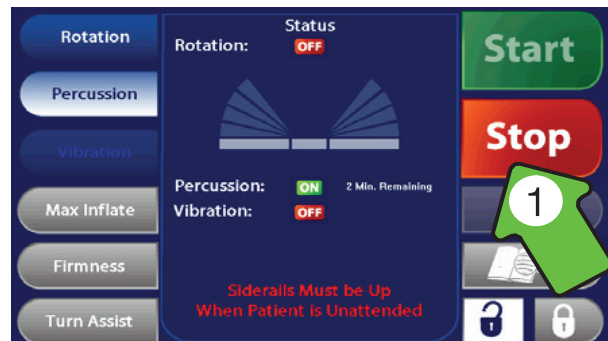 Rotation
Percussion
Vibration
Max Inflate
Firmness
Turn Assist
Status
Rotation: OFF
Percussion: ON 2 Min. Remaining
Vibration: OFF
Siderails Must be Up
When Patient is Unattended
Start
Stop
1